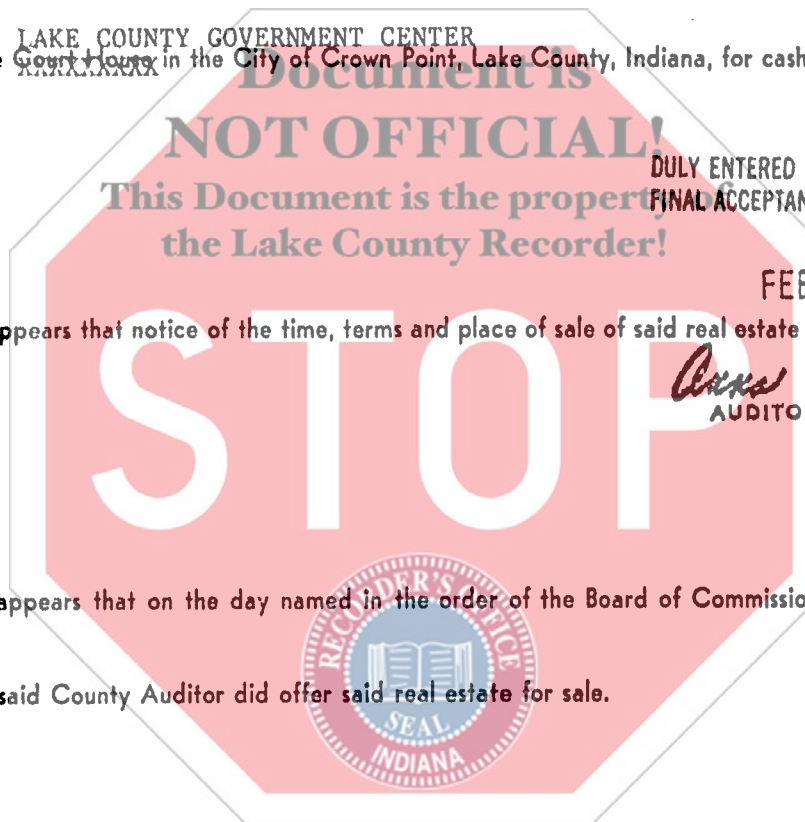 LAKE COUNTY GOVERNMENT CENTER
Court House in the City of Crown Point, Lake County, Indiana, for cash
XXXXXXXXX
Document is
NOT OFFICIAL!
DULY ENTERED
This Document is the property of
FINAL ACCEPTAN
the Lake County Recorder!
FEB
ppears that notice of the time, terms and place of sale of said real estate
AUDITO
STOP
appears that on the day named in the order of the Board of Commissio
RECORDER'S OFFICE
said County Auditor did offer said real estate for sale.
SEAL
INDIANA